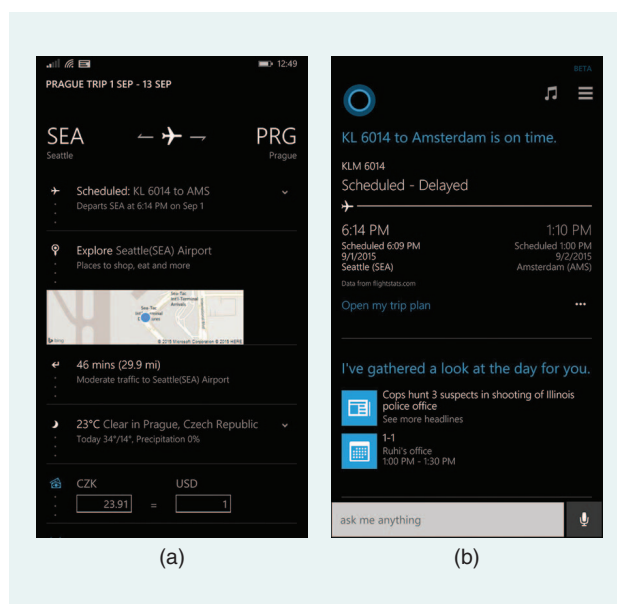 12:49
PRAGUE TRIP 1 SEP - 13 SEP
SEA
PRG
Seattle
Prague
Scheduled: KL 6014 to AMS
Departs SEA at 6:14 PM on Sep 1
Explore Seattle(SEA) Airport
Places to shop, eat and more
bing
© 2015 Microsoft Corporation © 2015 HERE
46 mins (29.9 mi)
Moderate traffic to Seattle(SEA) Airport
23°C Clear in Prague, Czech Republic
Today 34°/14°, Precipitation 0%
CZK
USD
23.91 = 1
(a)
BETA
KL 6014 to Amsterdam is on time.
KLM 6014
Scheduled - Delayed
6:14 PM
1:10 PM
Scheduled 6:09 PM
Scheduled 1:00 PM
9/1/2015
9/2/2015
Seattle (SEA)
Amsterdam (AMS)
Data from flightstats.com
Open my trip plan
I've gathered a look at the day for you.
Cops hunt 3 suspects in shooting of Illinois
police office
See more headlines
1-1
Ruhi's office
1:00 PM - 1:30 PM
ask me anything
(b)